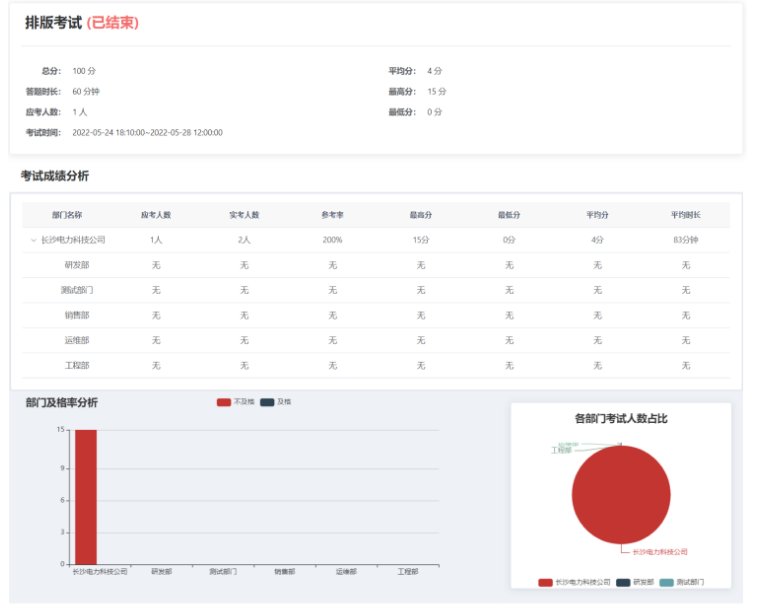 排版考试 (已结束)
总分： 100 分 平均分： 4 分
答题时长： 60 分钟 最高分： 15 分
应考人数： 1 人 最低分： 0 分
考试时间： 2022-05-24 18:10:00~2022-05-28 12:00:00
考试成绩分析
部门名称 应考人数 实考人数 参考率 最高分 最低分 平均分 平均时长
长沙电力科技公司 1人 2人 200% 15分 0分 4分 83分钟
研发部 无 无 无 无 无 无 无
测试部门 无 无 无 无 无 无 无
销售部 无 无 无 无 无 无 无
运维部 无 无 无 无 无 无 无
工程部 无 无 无 无 无 无 无
部门及格率分析
不及格 及格
15
9
6
3
0
长沙电力科技公司 研发部 测试部门 销售部 运维部 工程部
各部门考试人数占比
工程部
长沙电力科技公司
长沙电力科技公司 研发部 测试部门